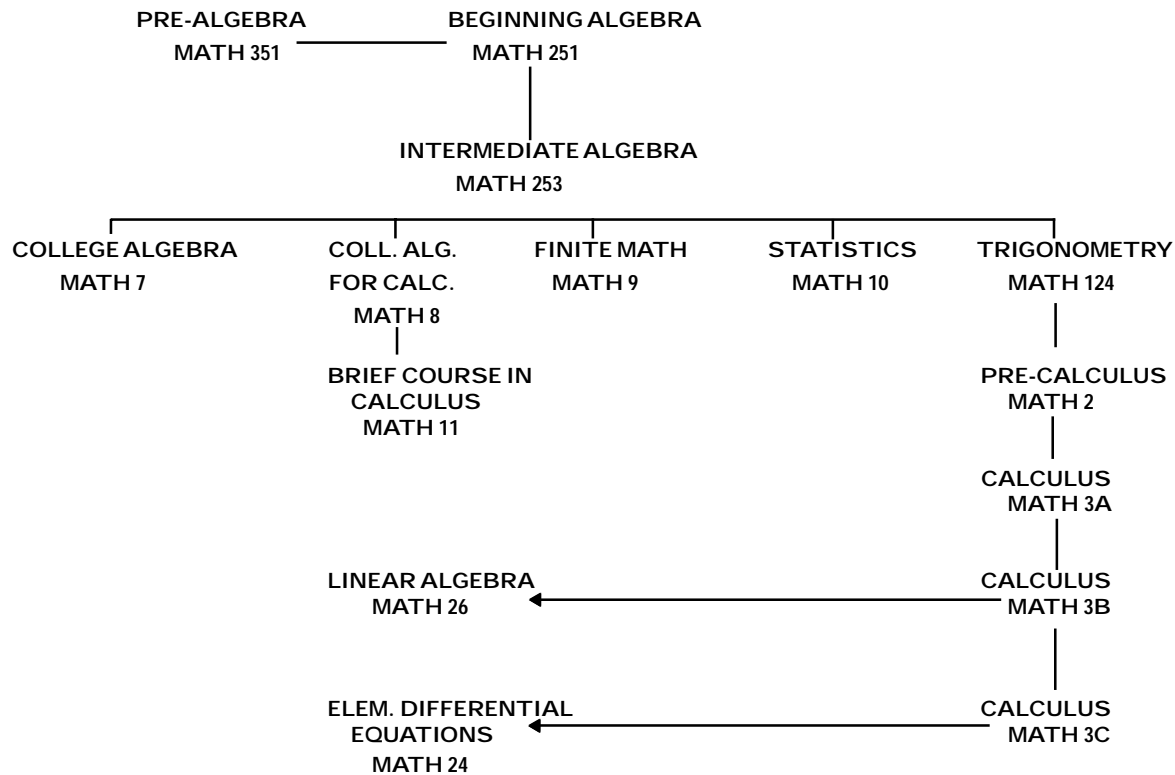 PRE-ALGEBRA
MATH 351
BEGINNING ALGEBRA
MATH 251
INTERMEDIATE ALGEBRA
MATH 253
COLLEGE ALGEBRA
MATH 7
COLL. ALG.
FOR CALC.
MATH 8
FINITE MATH
MATH 9
STATISTICS
MATH 10
TRIGONOMETRY
MATH 124
BRIEF COURSE IN
CALCULUS
MATH 11
PRE-CALCULUS
MATH 2
CALCULUS
MATH 3A
LINEAR ALGEBRA
MATH 26
CALCULUS
MATH 3B
ELEM. DIFFERENTIAL
EQUATIONS
MATH 24
CALCULUS
MATH 3C